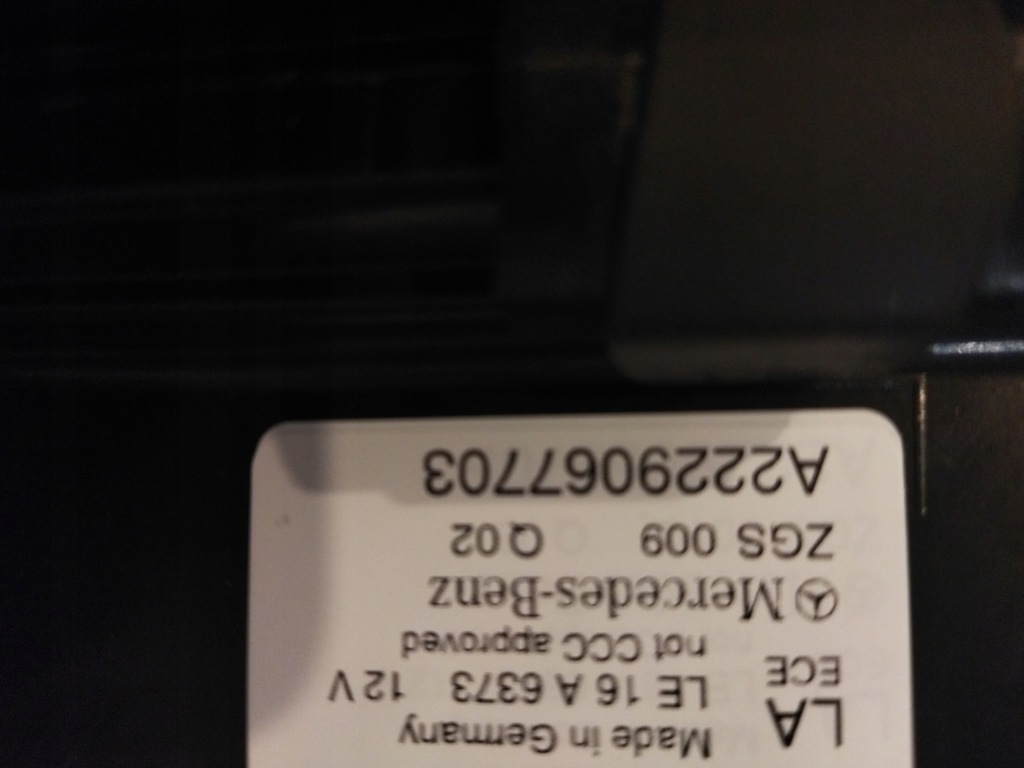 A2229067703
ZGS 009 Q 02
Mercedes-Benz
not CCC approved
ECE
LE 16 A 6373 12 V
LA
Made in Germany